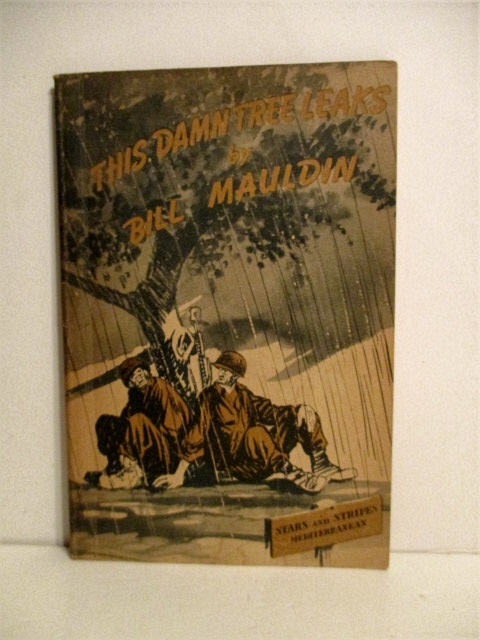 THIS DAMN TREE LEAKS
by
BILL MAULDIN
STARS AND STRIPES
MEDITERRANEAN